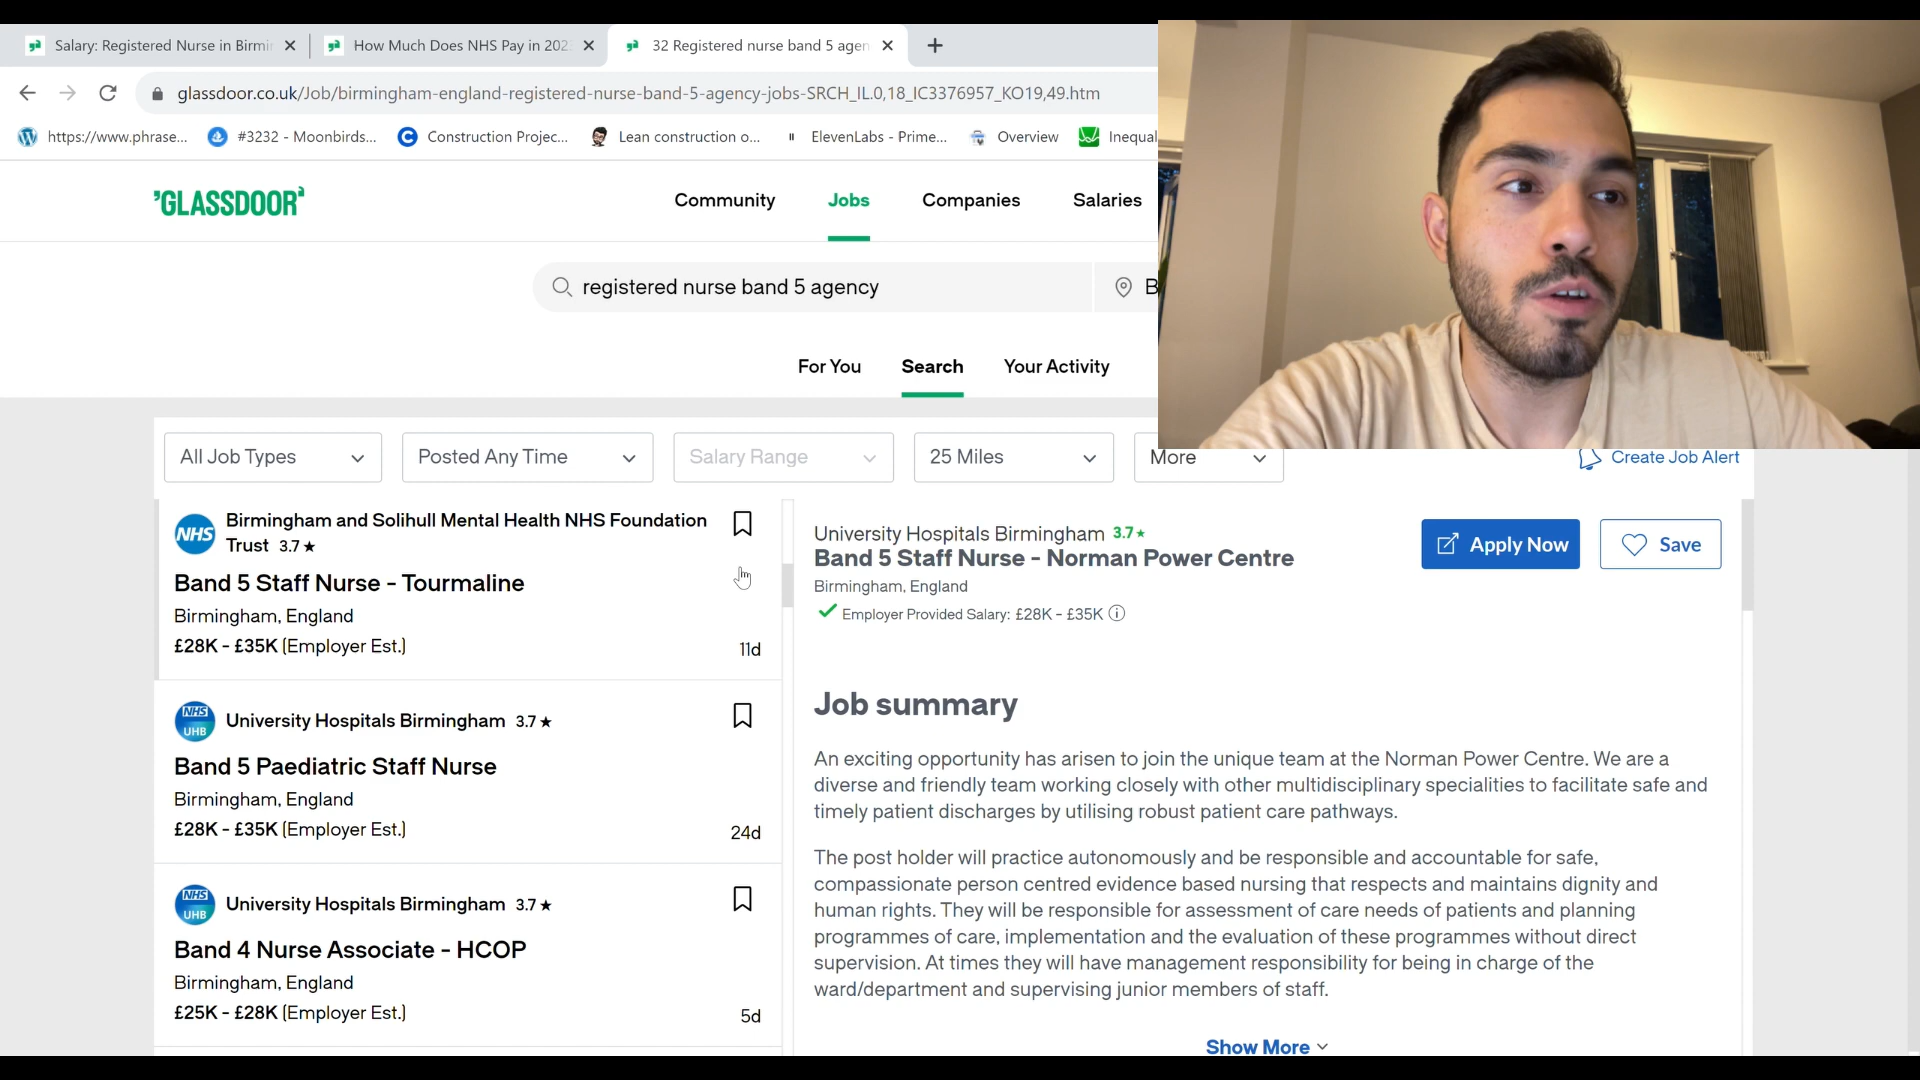 Salary: Registered Nurse in Birmi
How Much Does NHS Pay in 202
32 Registered nurse band 5 agen
glassdoor.co.uk/Job/birmingham-england-registered-nurse-band-5-agency-jobs-SRCH_IL.0,18_IC3376957_KO19,49.htm
https://www.phrase...
#3232 - Moonbirds...
Construction Projec...
Lean construction o...
ElevenLabs - Prime...
Overview
Inequal
GLASSDOOR
Community
Jobs
Companies
Salaries
registered nurse band 5 agency
B
For You
Search
Your Activity
All Job Types
Posted Any Time
Salary Range
25 Miles
More
Create Job Alert
NHS
Birmingham and Solihull Mental Health NHS Foundation
Trust 3.7 ★
Band 5 Staff Nurse - Tourmaline
Birmingham, England
£28K - £35K (Employer Est.)
11d
NHS
UHB
University Hospitals Birmingham 3.7 ★
Band 5 Paediatric Staff Nurse
Birmingham, England
£28K - £35K (Employer Est.)
24d
NHS
UHB
University Hospitals Birmingham 3.7 ★
Band 4 Nurse Associate - HCOP
Birmingham, England
£25K - £28K (Employer Est.)
5d
University Hospitals Birmingham 3.7 ★
Band 5 Staff Nurse - Norman Power Centre
Birmingham, England
Employer Provided Salary: £28K - £35K
Apply Now
Save
Job summary
An exciting opportunity has arisen to join the unique team at the Norman Power Centre. We are a
diverse and friendly team working closely with other multidisciplinary specialities to facilitate safe and
timely patient discharges by utilising robust patient care pathways.
The post holder will practice autonomously and be responsible and accountable for safe,
compassionate person centred evidence based nursing that respects and maintains dignity and
human rights. They will be responsible for assessment of care needs of patients and planning
programmes of care, implementation and the evaluation of these programmes without direct
supervision. At times they will have management responsibility for being in charge of the
ward/department and supervising junior members of staff.
Show More